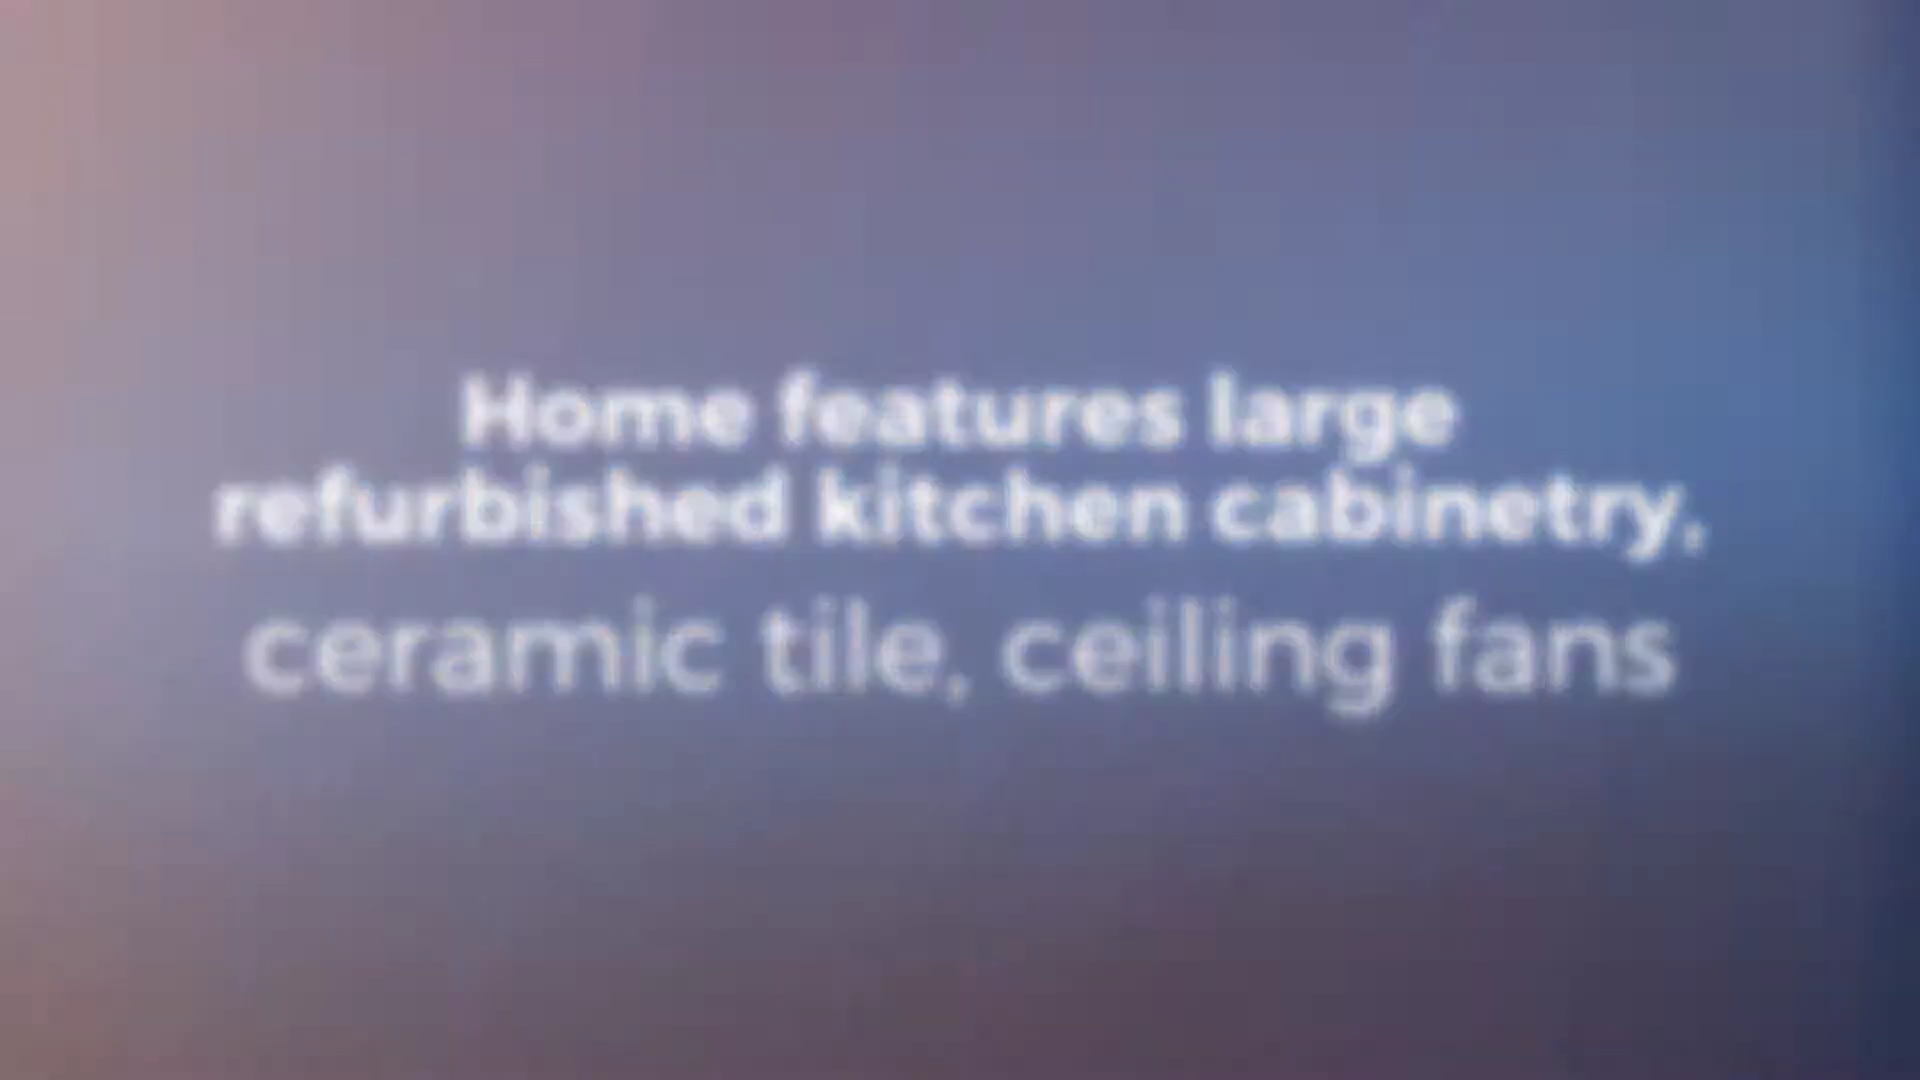 Home features large
refurbished kitchen cabinetry,
ceramic tile, ceiling fans